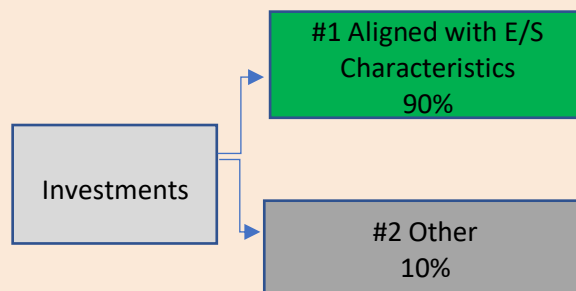 #1 Aligned with E/S
Characteristics
90%
Investments
#2 Other
10%